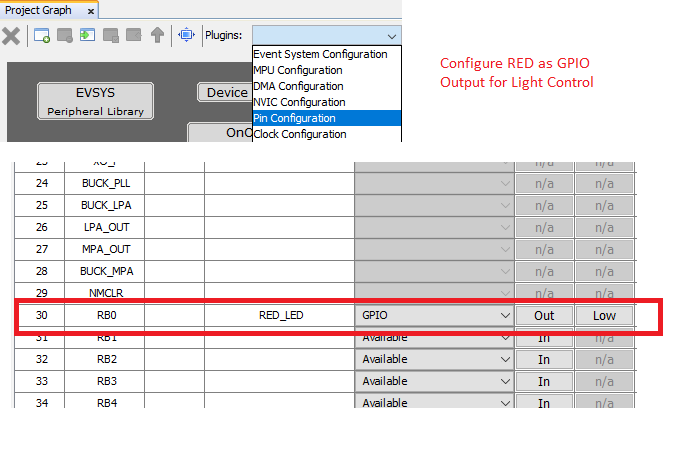 Project Graph x
Plugins:
Event System Configuration
MPU Configuration
DMA Configuration
NVIC Configuration
Pin Configuration
Clock Configuration
EVSYS
Peripheral Library
Device
OnC
Configure RED as GPIO
Output for Light Control
n/a n/a
24 BUCK_PLL n/a n/a
25 BUCK_LPA n/a n/a
26 LPA_OUT n/a n/a
27 MPA_OUT n/a n/a
28 BUCK_MPA n/a n/a
29 NMCLR n/a n/a
30 RB0 RED_LED GPIO Out Low
31 RB1 Available In n/a
32 RB2 Available In n/a
33 RB3 Available In n/a
34 RB4 Available In n/a